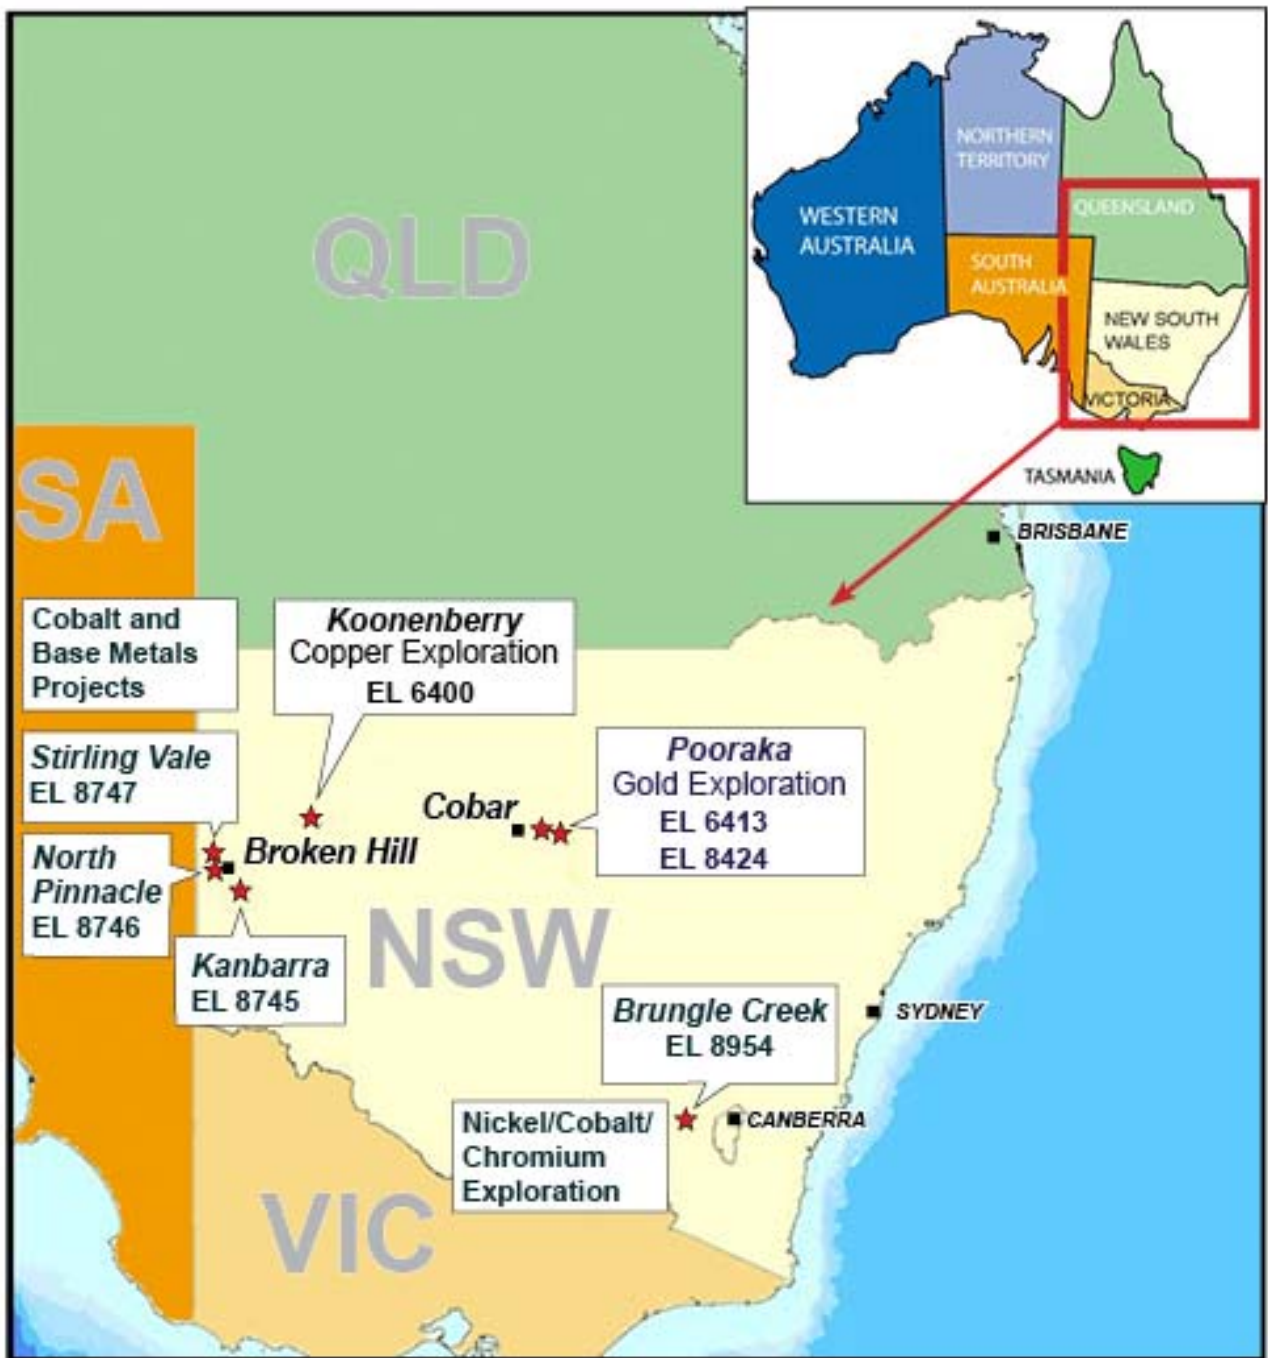 NORTHERN
TERRITORY
WESTERN
AUSTRALIA
QUEENSLAND
SOUTH
AUSTRALIA
NEW SOUTH
WALES
VICTORIA
TASMANIA
QLD
SA
BRISBANE
Cobalt and
Base Metals
Projects
Koonenberry
Copper Exploration
EL 6400
Stirling Vale
EL 8747
Pooraka
Gold Exploration
EL 6413
EL 8424
Cobar
Broken Hill
North
Pinnacle
EL 8746
Kanbarra
EL 8745
NSW
Brungle Creek
EL 8954
SYDNEY
CANBERRA
Nickel/Cobalt/
Chromium
Exploration
VIC